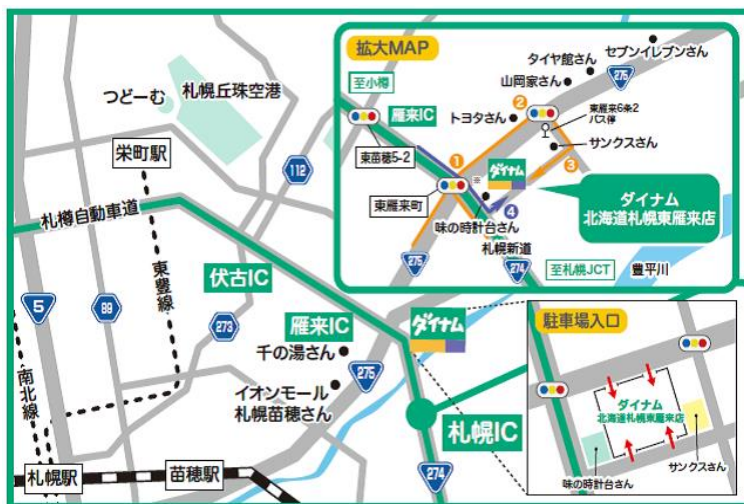 拡大MAP
セブンイレブンさん
タイヤ館さん
275
山岡家さん
至小樽
雁来IC
トヨタさん
2
東雁来6条2
バス停
サンクスさん
東苗穂5-2
1
3
※
ダイナム
東雁来町
4
味の時計台さん
札幌新道
275
274
至札幌JCT
ダイナム
北海道札幌東雁来店
豊平川
つどーむ
札幌丘珠空港
栄町駅
112
札樽自動車道
東豊線
伏古IC
5
89
273
雁来IC
ダイナム
千の湯さん
275
イオンモール
札幌苗穂さん
南北線
札幌IC
274
札幌駅
苗穂駅
駐車場入口
ダイナム
北海道札幌東雁来店
味の時計台さん
サンクスさん